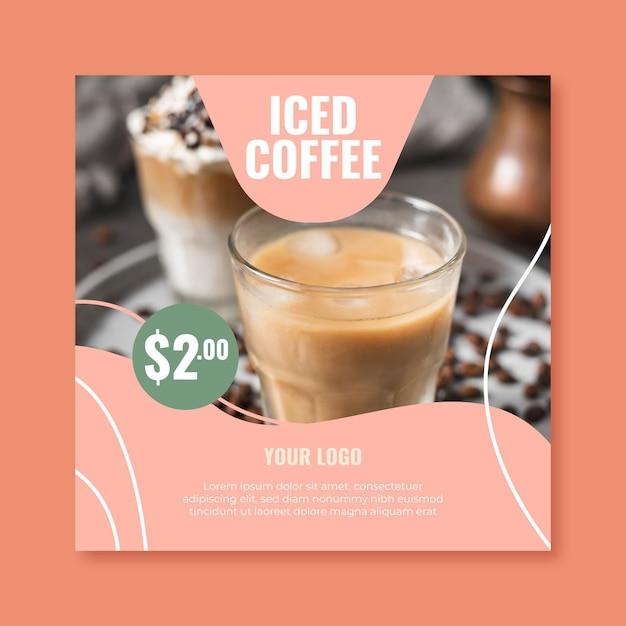 ICED
COFFEE
$2.00
YOUR LOGO
Lorem ipsum dolor sit amet, consectetuer
adipiscing elit, sed diam nonummy nibh
euismod tincidunt ut laoreet dolore
magna aliquam erat